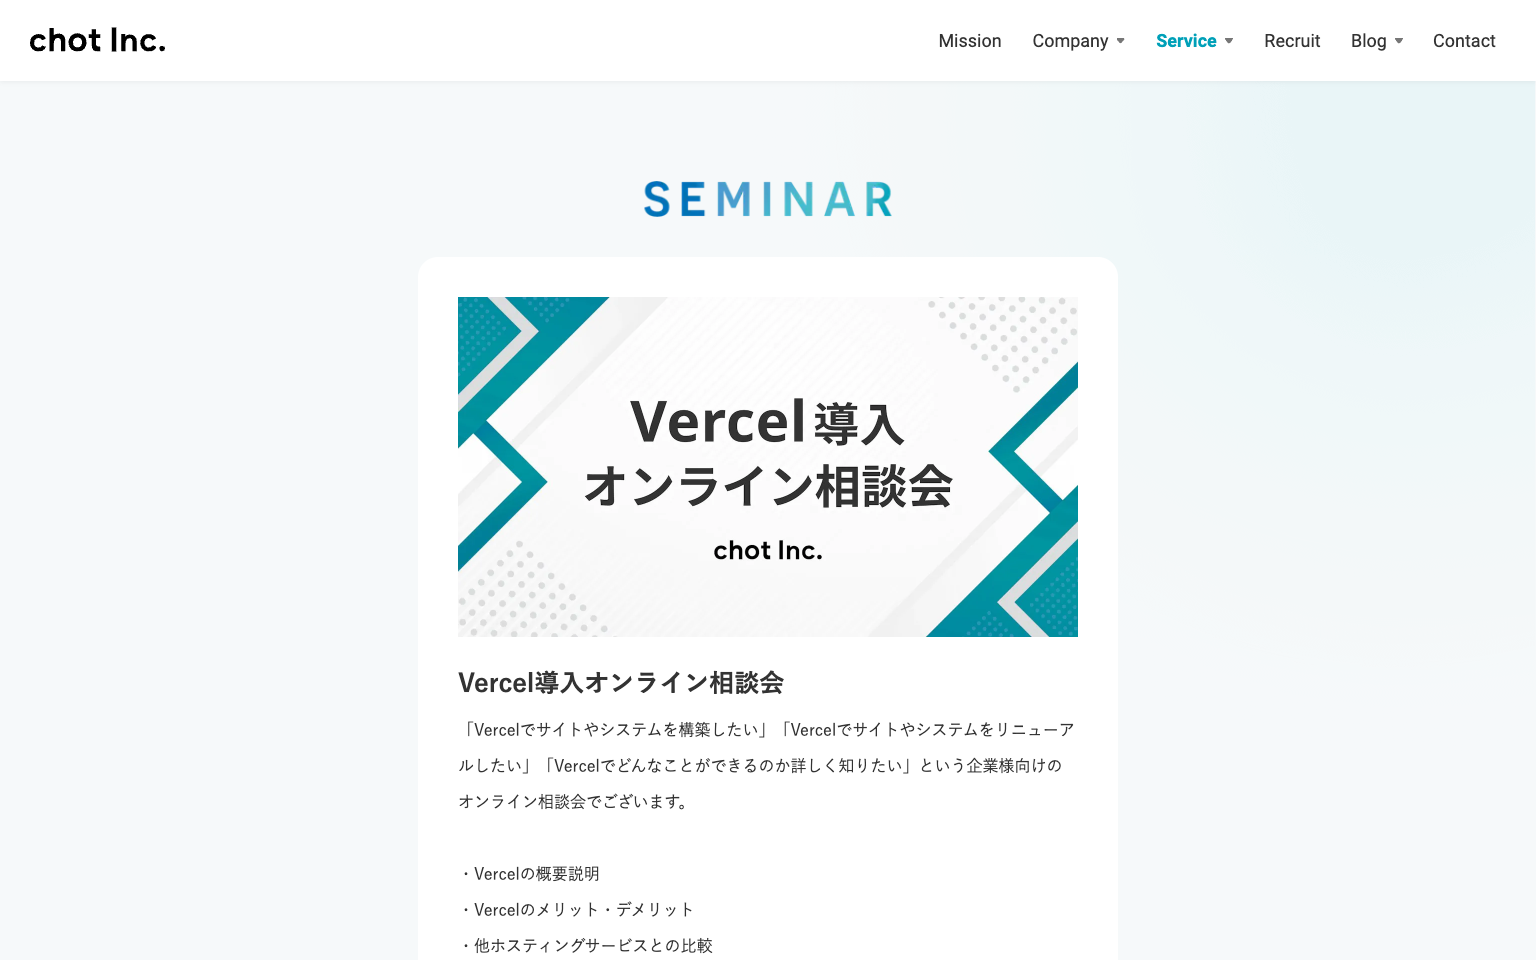 chot Inc.
Mission Company Service Recruit Blog Contact
SEMINAR
Vercel導入
オンライン相談会
chot Inc.
Vercel導入オンライン相談会
「Vercelでサイトやシステムを構築したい」「Vercelでサイトやシステムをリニューア
ルしたい」「Vercelでどんなことができるのか詳しく知りたい」という企業様向けの
オンライン相談会でございます。
・Vercelの概要説明
・Vercelのメリット・デメリット
・他ホスティングサービスとの比較